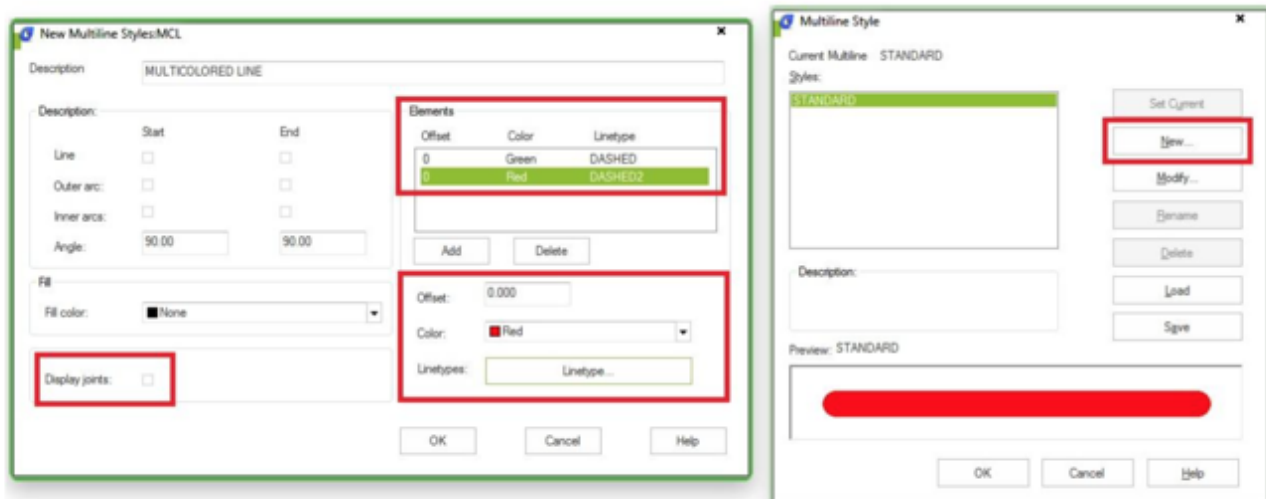 New Multiline Styles:MCL
Description MULTICOLORED LINE
Description:
Start End
Line
Outer arc:
Inner arcs:
Angle: 90.00 90.00
Fill
Fill color: None
Display joints:
Elements
Offset Color Linetype
0 Green DASHED
0 Red DASHED2
Add Delete
Offset: 0.000
Color: Red
Linetypes: Linetype...
OK Cancel Help
Multiline Style
Current Multiline STANDARD
Styles:
STANDARD
Set Current
New...
Modify...
Rename
Delete
Load
Save
Description:
Preview: STANDARD
OK Cancel Help